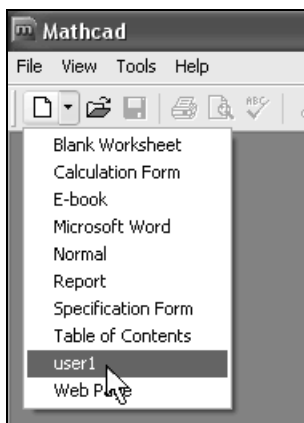 Mathcad
File View Tools Help
ABC
Blank Worksheet
Calculation Form
E-book
Microsoft Word
Normal
Report
Specification Form
Table of Contents
user1
Web Page